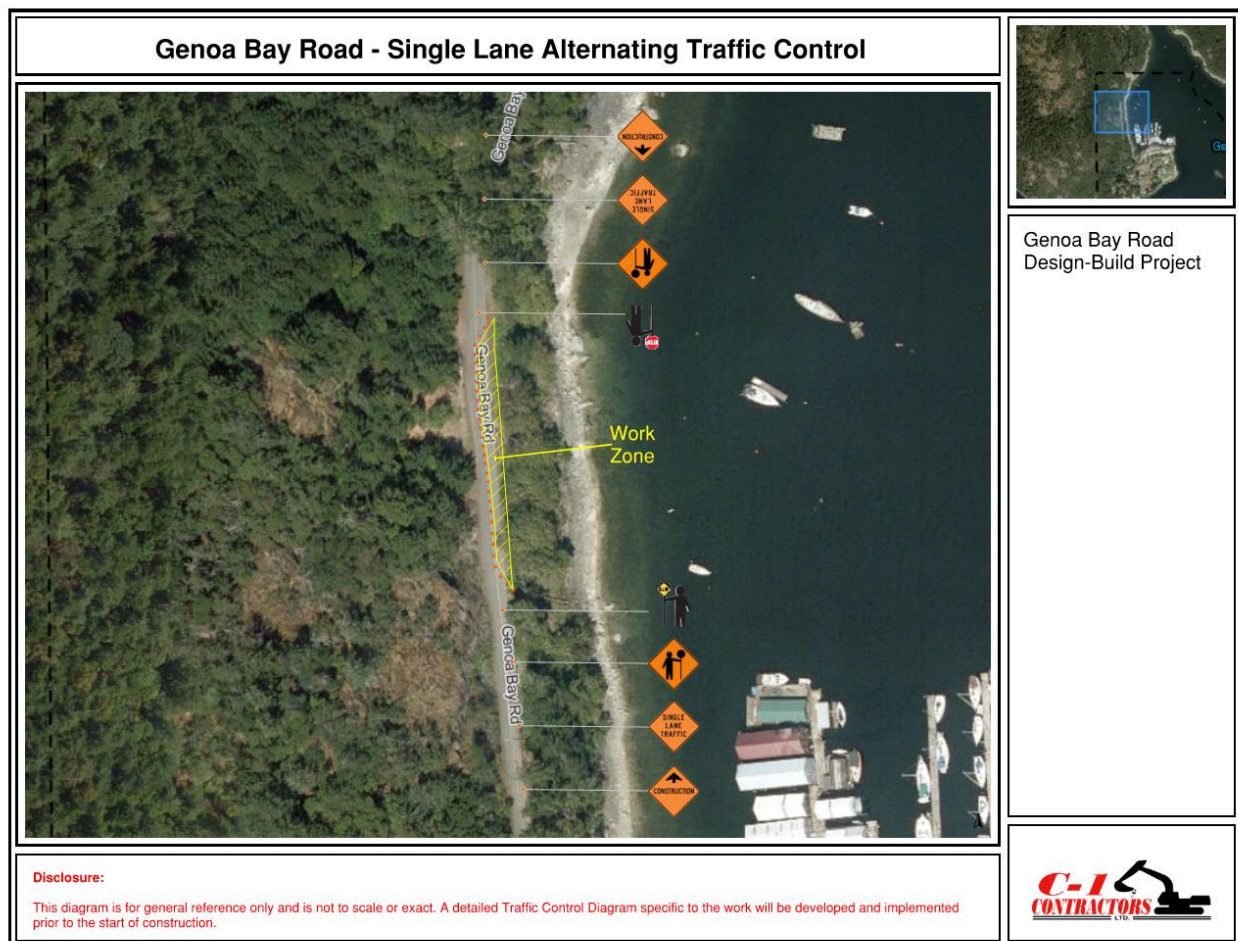 Genoa Bay Road - Single Lane Alternating Traffic Control
Genoa Bay
CONSTRUCTION
SINGLE
LANE
TRAFFIC
STOP
Genoa Bay Rd
Work
Zone
Genoa Bay Rd
SINGLE
LANE
TRAFFIC
CONSTRUCTION
Ge
Genoa Bay Road
Design-Build Project
Disclosure:
This diagram is for general reference only and is not to scale or exact. A detailed Traffic Control Diagram specific to the work will be developed and implemented
prior to the start of construction.
C-1
CONTRACTORS
LTD.